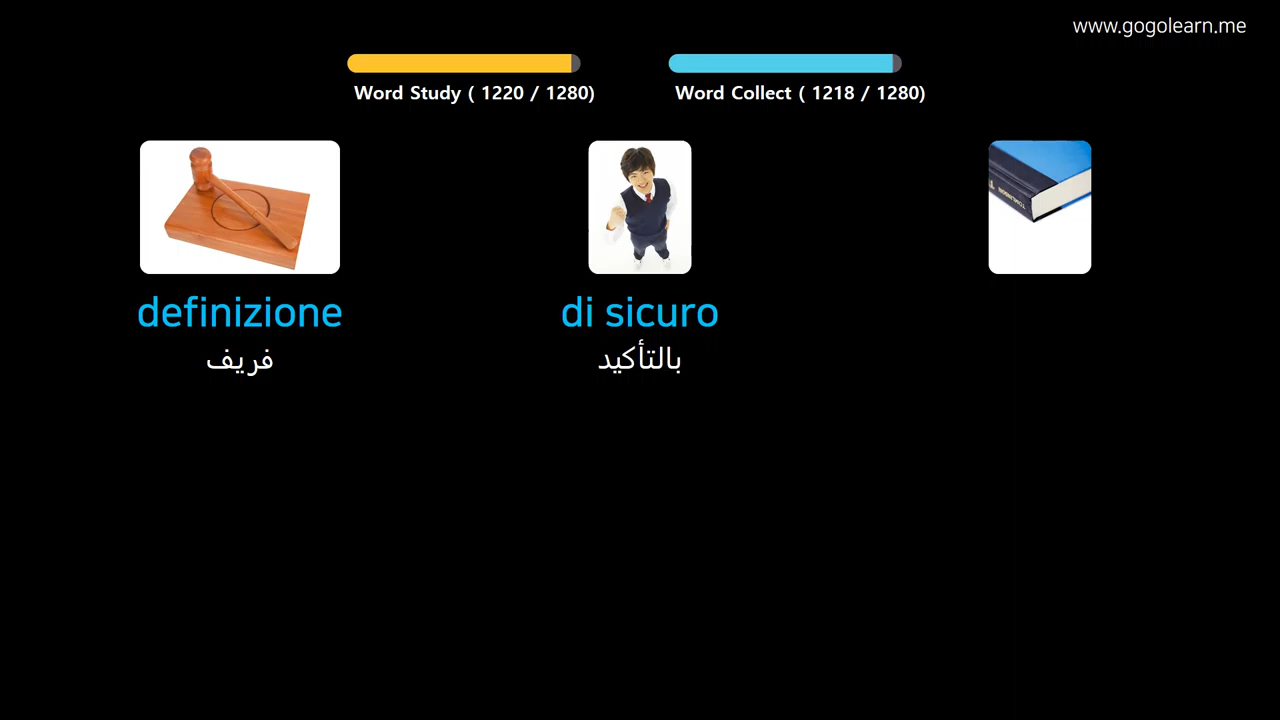 www.gogolearn.me
Word Study ( 1220 / 1280)
Word Collect ( 1218 / 1280)
definizione
فريف
di sicuro
بالتأكيد